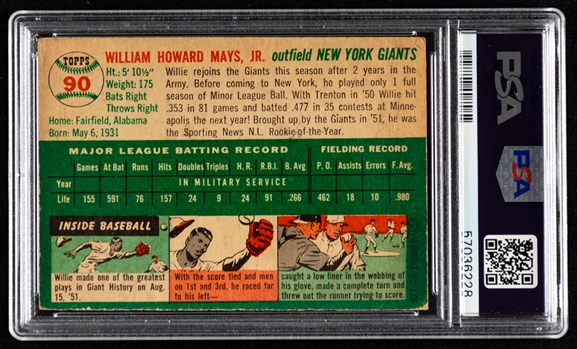 TOPPS
90
WILLIAM HOWARD MAYS, JR. outfield NEW YORK GIANTS
Ht.: 5' 10½"
Weight: 175
Bats Right
Throws Right
Home: Fairfield, Alabama
Born: May 6, 1931
Willie rejoins the Giants this season after 2 years in the
Army. Before coming to New York, he played only 1
season of Minor League Ball. With Trenton in '50 Willie hit
.353 in 81 games and batted .477 in 35 contests at Minne-
apolis the next year! Brought up by the Giants in '51, he was
the Sporting News N.L. Rookie-of-the-Year.
MAJOR LEAGUE BATTING RECORD FIELDING RECORD
Games At Bat Runs Hits Doubles Triples H. R. R.B.I. B. Avg P. O. Assists Errors F. Avg.
Year IN MILITARY SERVICE
Life 155 591 76 157 24 9 24 91 .266 462 18 10 .980
INSIDE BASEBALL
Willie made one of the greatest
plays in Giant History on Aug.
15, '51.
With the score tied and men
on 1st and 3rd, he raced far
to his left—
caught a low liner in the webbing of
his glove, made a complete turn and
threw out the runner trying to score.
PSA
PSA
57036228